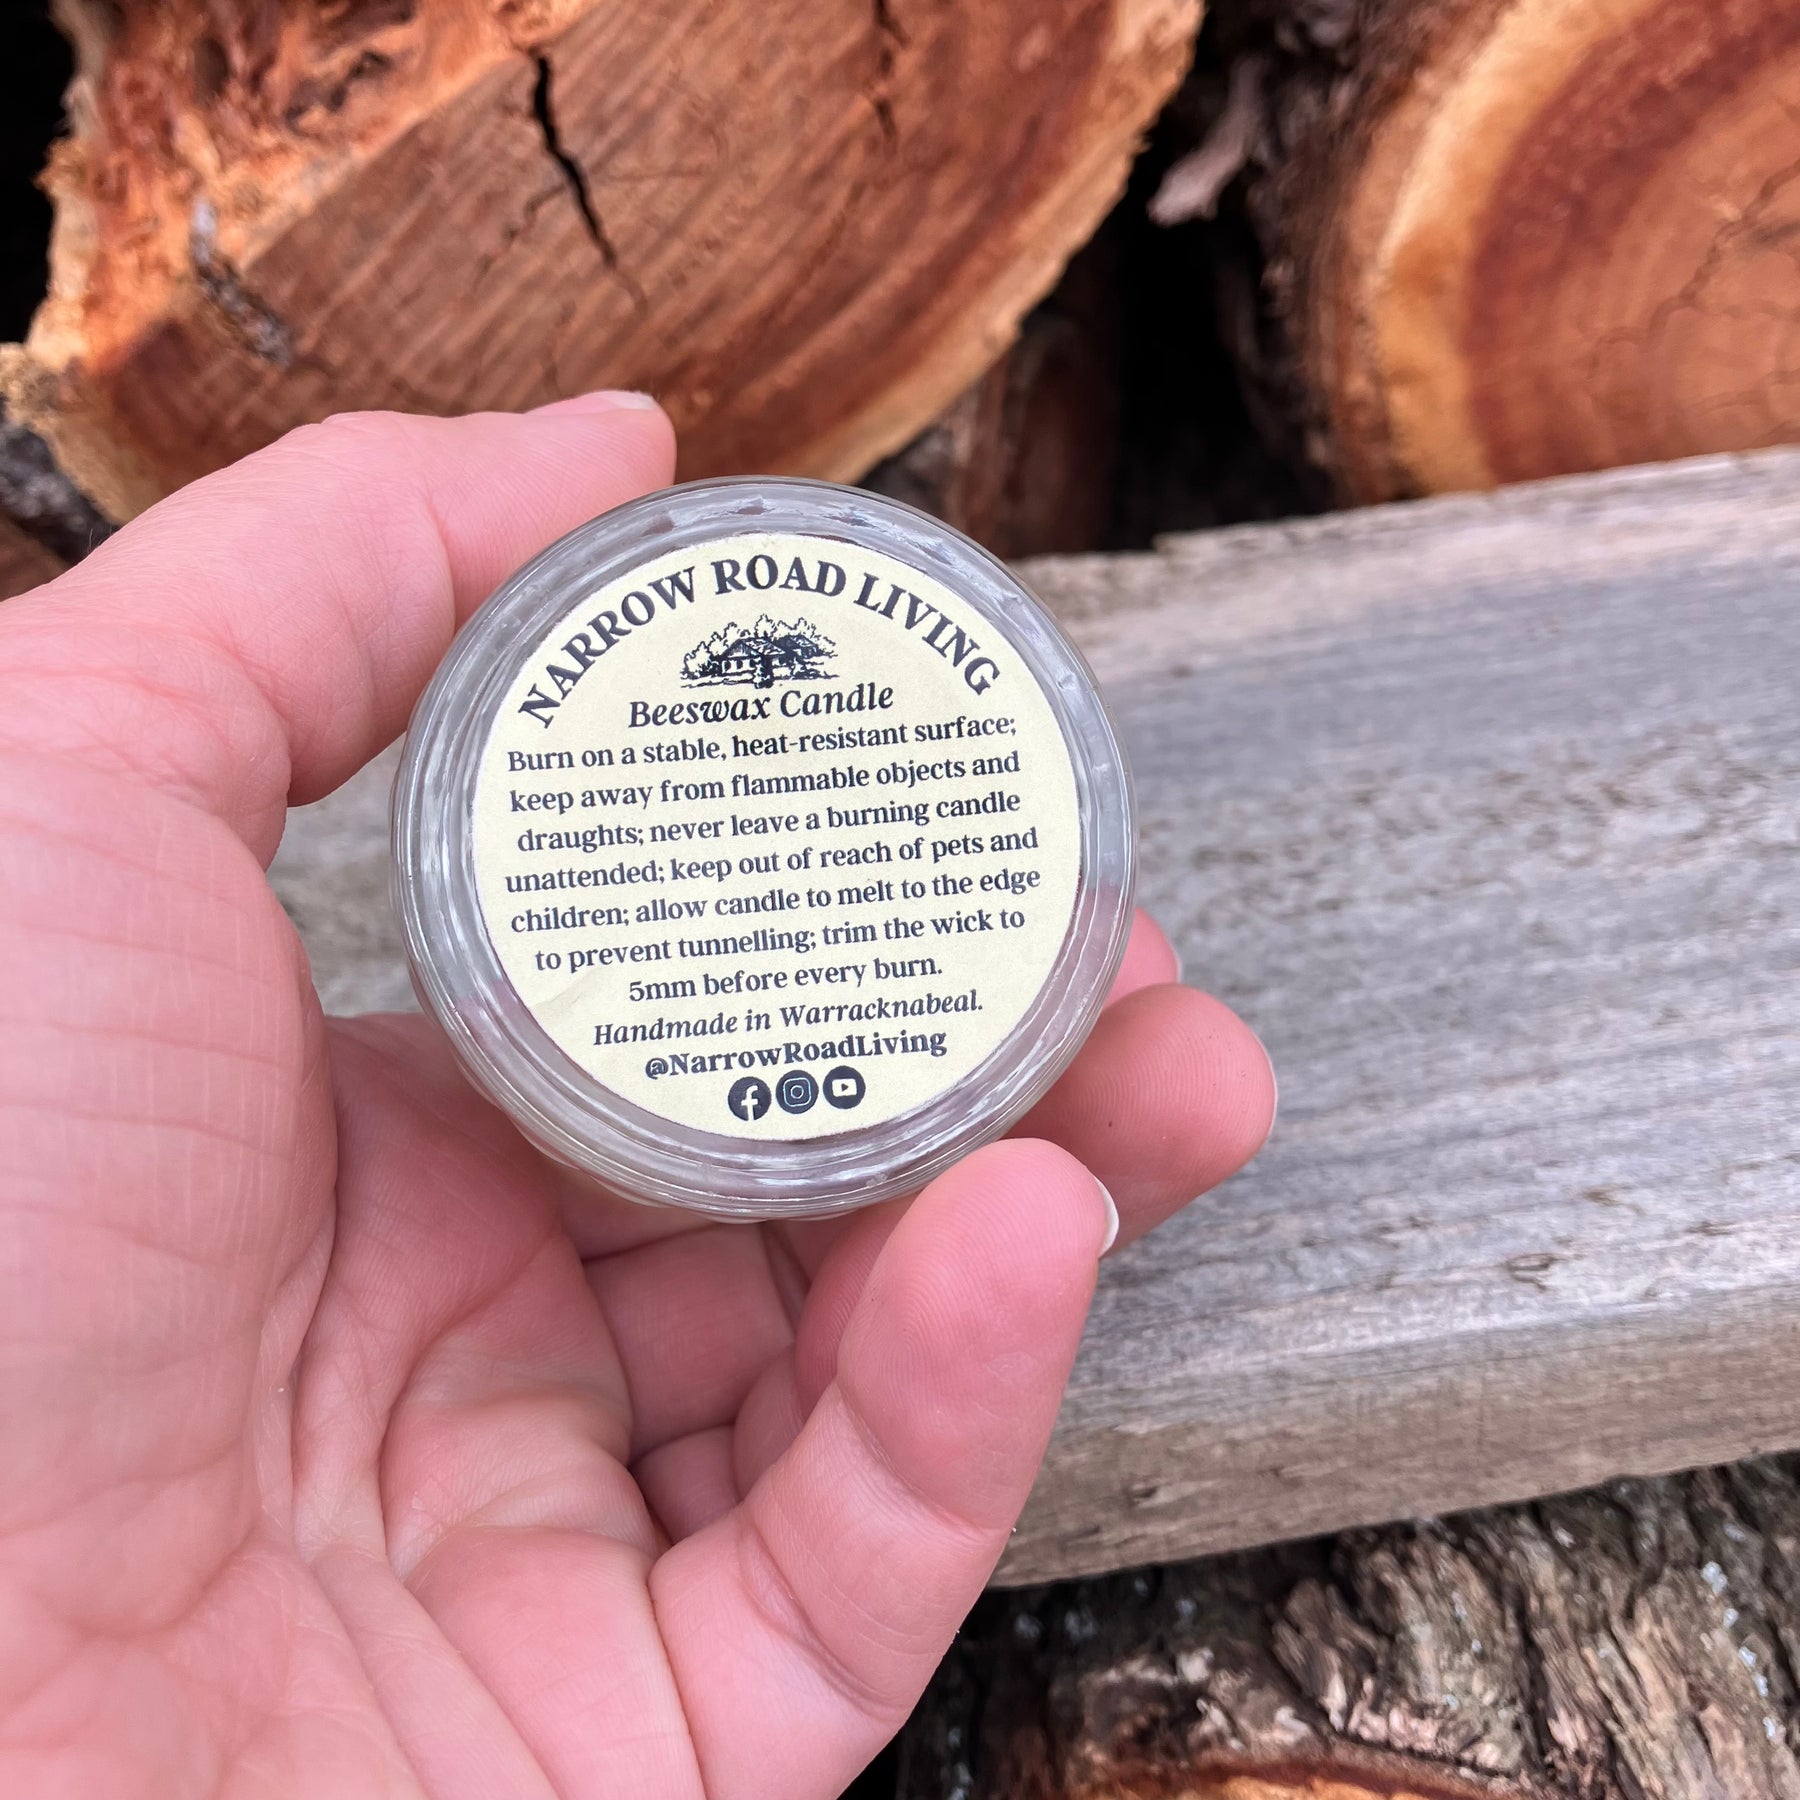 NARROW ROAD LIVING
Beeswax Candle
Burn on a stable, heat-resistant surface;
keep away from flammable objects and
draughts; never leave a burning candle
unattended; keep out of reach of pets and
children; allow candle to melt to the edge
to prevent tunnelling; trim the wick to
5mm before every burn.
Handmade in Warracknabeal.
@NarrowRoadLiving